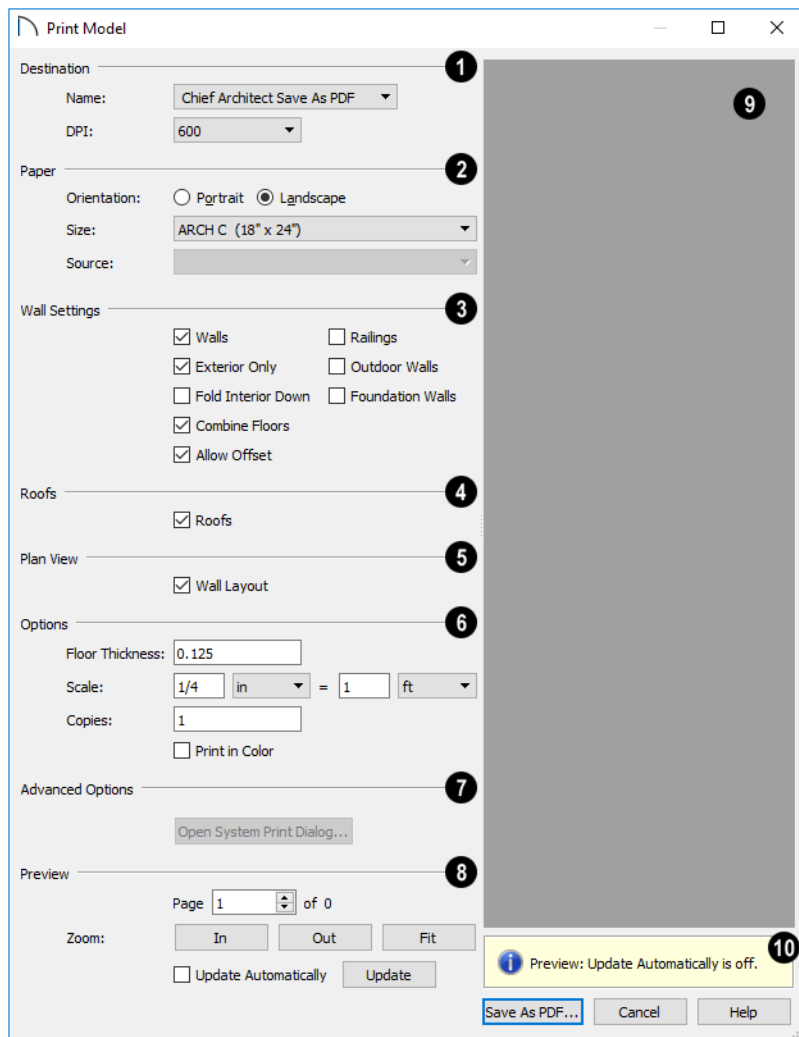 Print Model
Destination 1
Name: Chief Architect Save As PDF
DPI: 600
9
Paper 2
Orientation: Portrait Landscape
Size: ARCH C (18" x 24")
Source:
Wall Settings 3
Walls Railings
Exterior Only Outdoor Walls
Fold Interior Down Foundation Walls
Combine Floors
Allow Offset
Roofs 4
Roofs
Plan View 5
Wall Layout
Options 6
Floor Thickness: 0.125
Scale: 1/4 in = 1 ft
Copies: 1
Print in Color
Advanced Options 7
Open System Print Dialog...
Preview 8
Page 1 of 0
Zoom: In Out Fit
Update Automatically Update
10
Preview: Update Automatically is off.
Save As PDF... Cancel Help